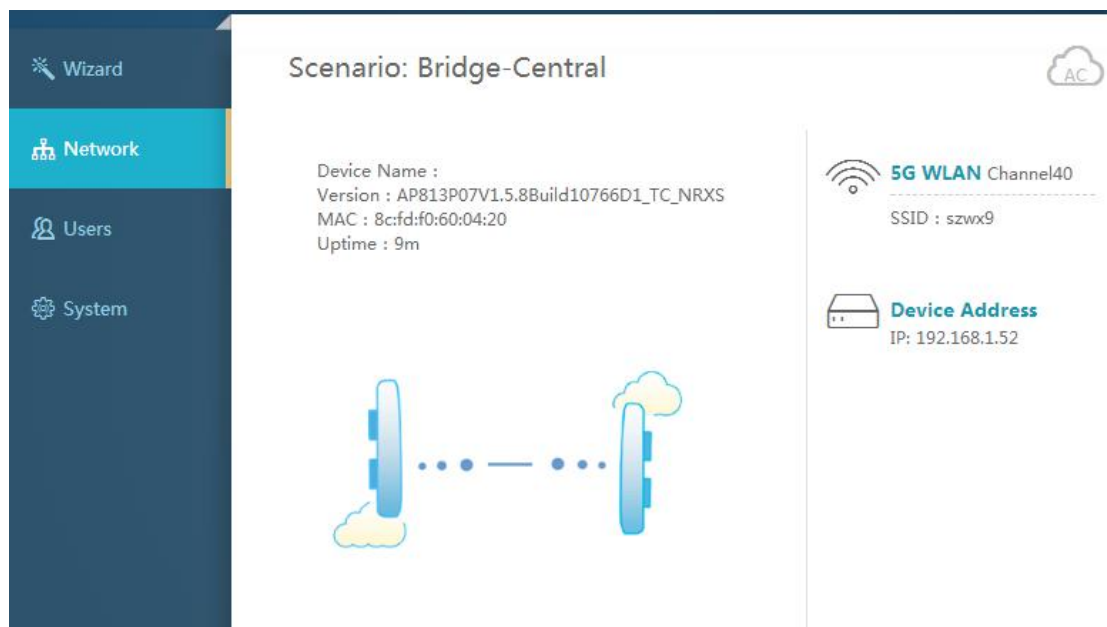 Wizard
Network
Users
System
Scenario: Bridge-Central
AC
Device Name :
Version : AP813P07V1.5.8Build10766D1_TC_NRXS
MAC : 8c:fd:f0:60:04:20
Uptime : 9m
5G WLAN Channel40
SSID : szwx9
Device Address
IP: 192.168.1.52